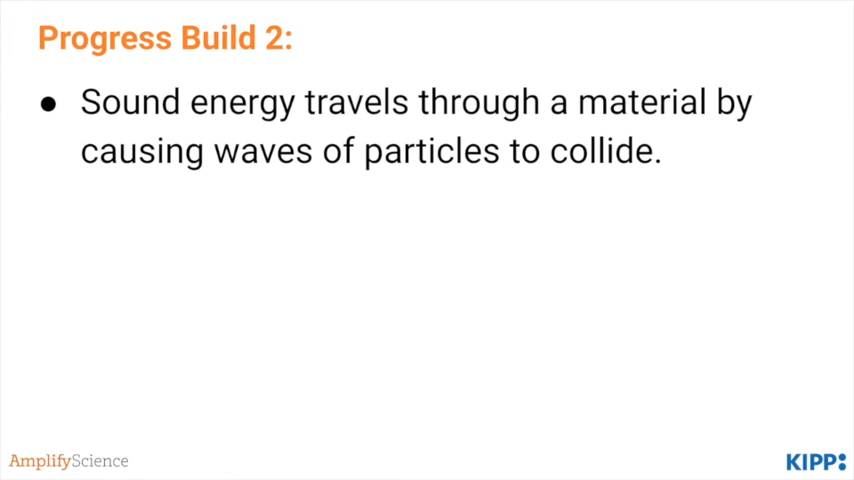 Progress Build 2:
● Sound energy travels through a material by
causing waves of particles to collide.
AmplifyScience
KIPP: